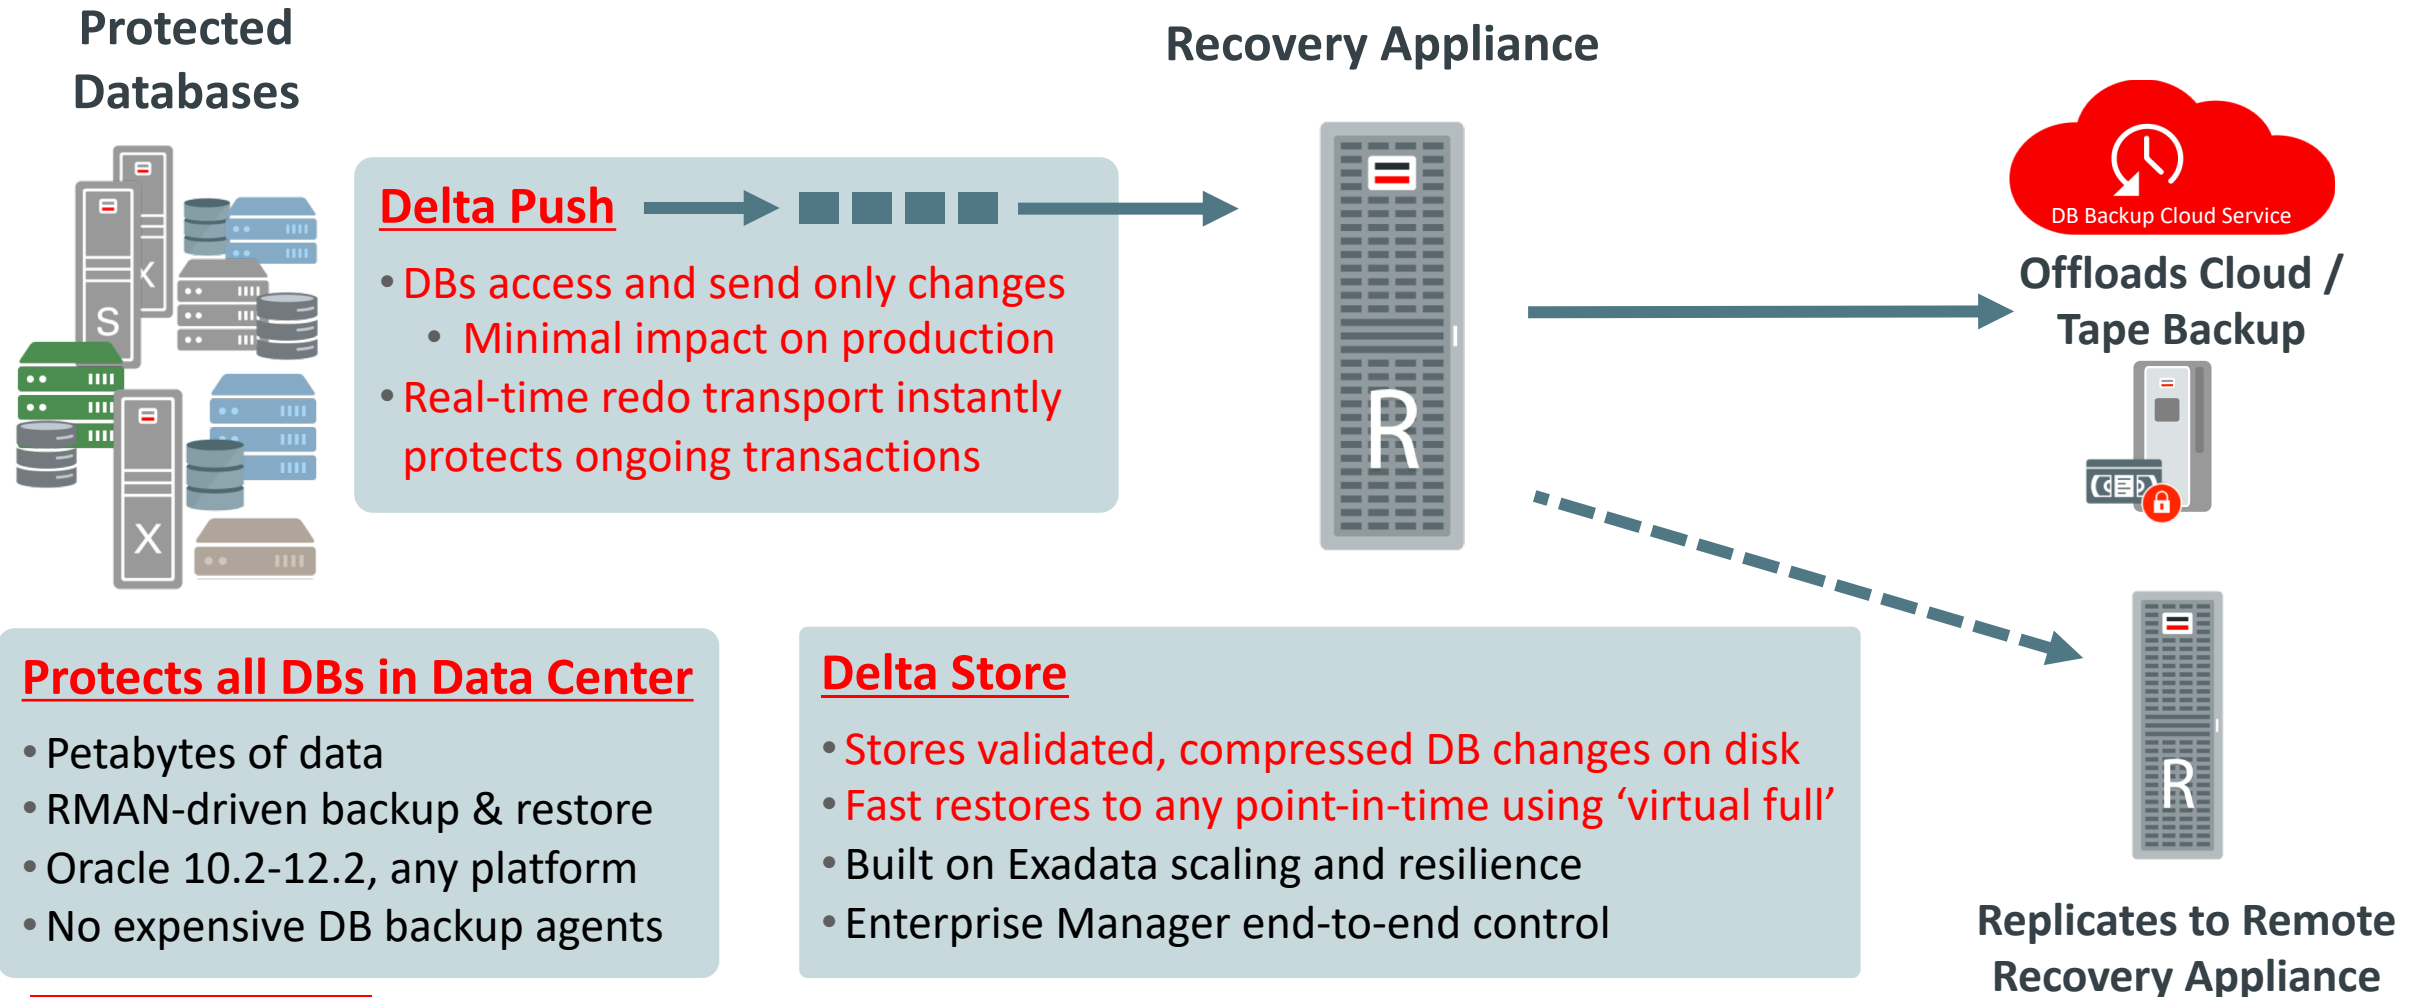 Protected
Databases
Recovery Appliance
X
S
X
Delta Push
• DBs access and send only changes
• Minimal impact on production
• Real-time redo transport instantly
protects ongoing transactions
R
DB Backup Cloud Service
Offloads Cloud /
Tape Backup
R
Replicates to Remote
Recovery Appliance
Protects all DBs in Data Center
• Petabytes of data
• RMAN-driven backup & restore
• Oracle 10.2-12.2, any platform
• No expensive DB backup agents
Delta Store
• Stores validated, compressed DB changes on disk
• Fast restores to any point-in-time using ‘virtual full’
• Built on Exadata scaling and resilience
• Enterprise Manager end-to-end control